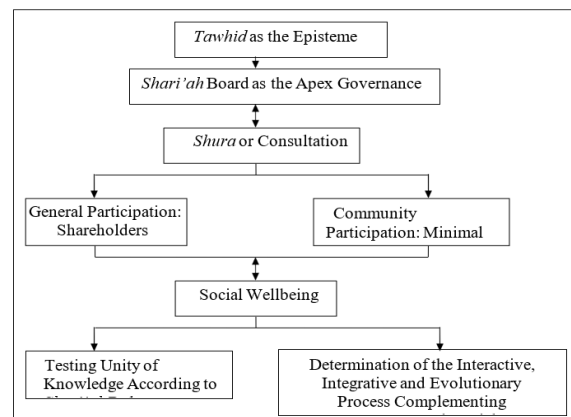 Tawhid as the Episteme
Shari’ah Board as the Apex Governance
Shura or Consultation
General Participation:
Shareholders
Community
Participation: Minimal
Social Wellbeing
Testing Unity of
Knowledge According to
Determination of the Interactive,
Integrative and Evolutionary
Process Complementing